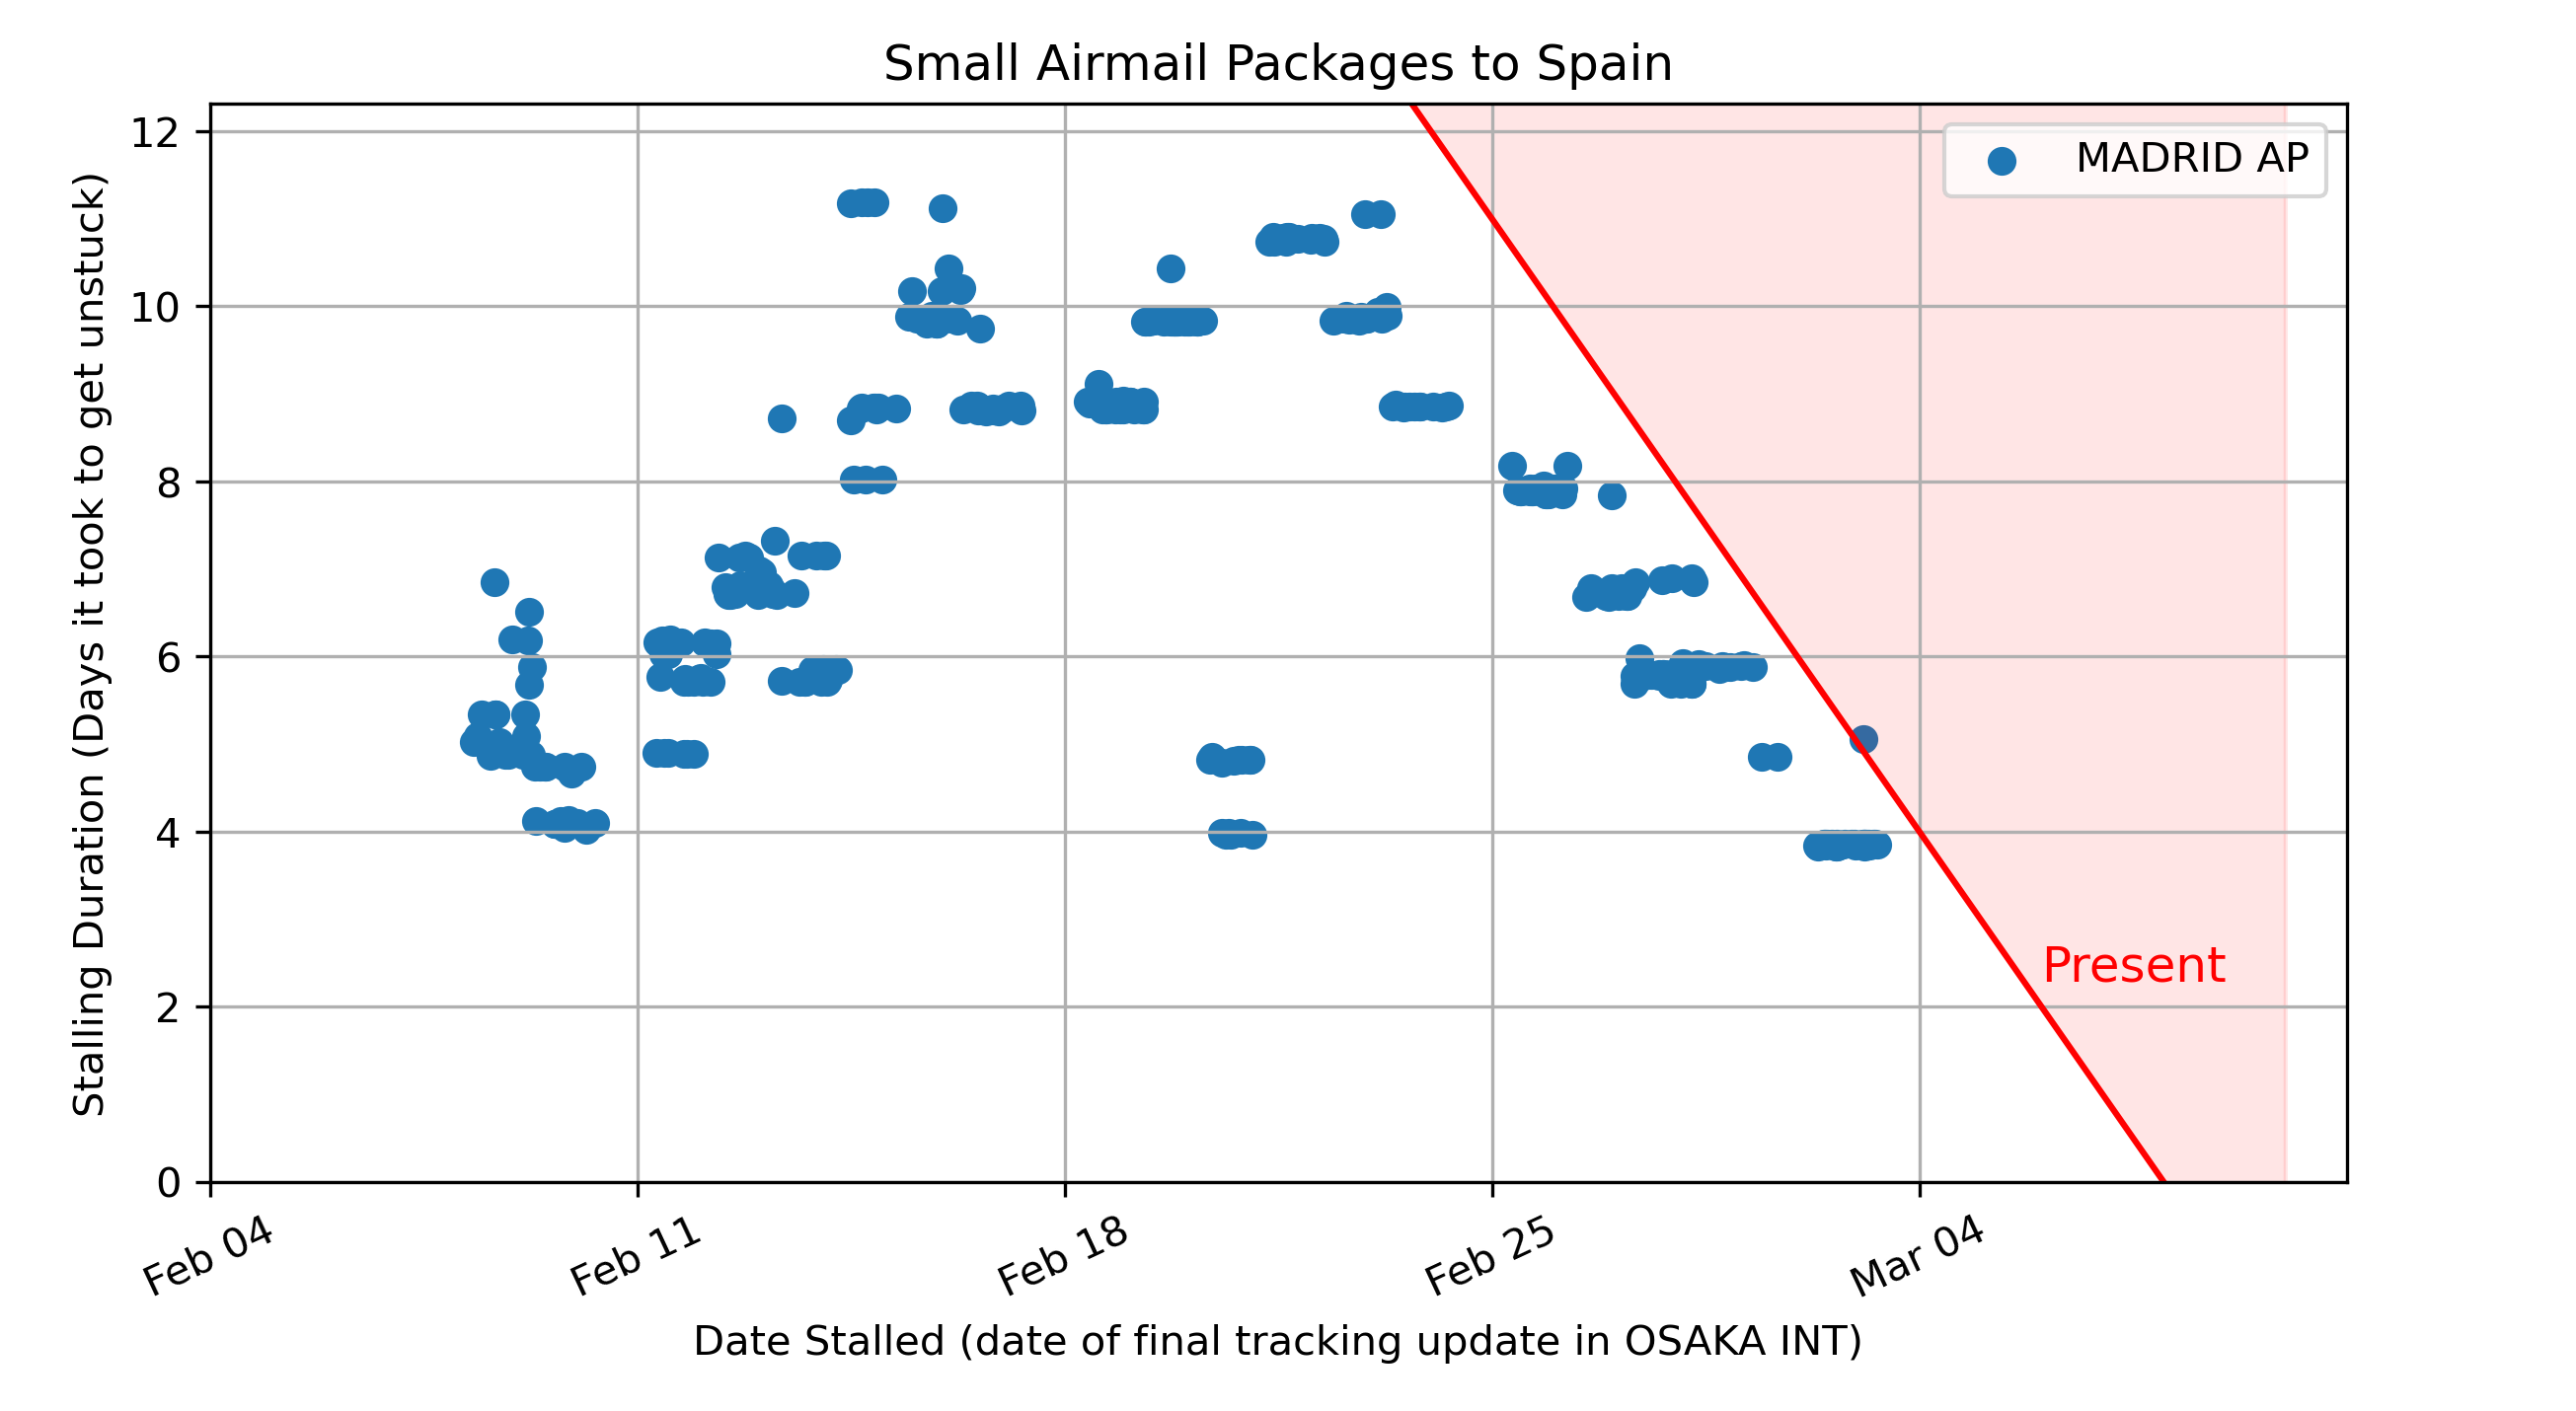 Small Airmail Packages to Spain
MADRID AP
Stalling Duration (Days it took to get unstuck)
12
10
8
6
4
2
0
Present
Feb 04
Feb 11
Feb 18
Feb 25
Mar 04
Date Stalled (date of final tracking update in OSAKA INT)